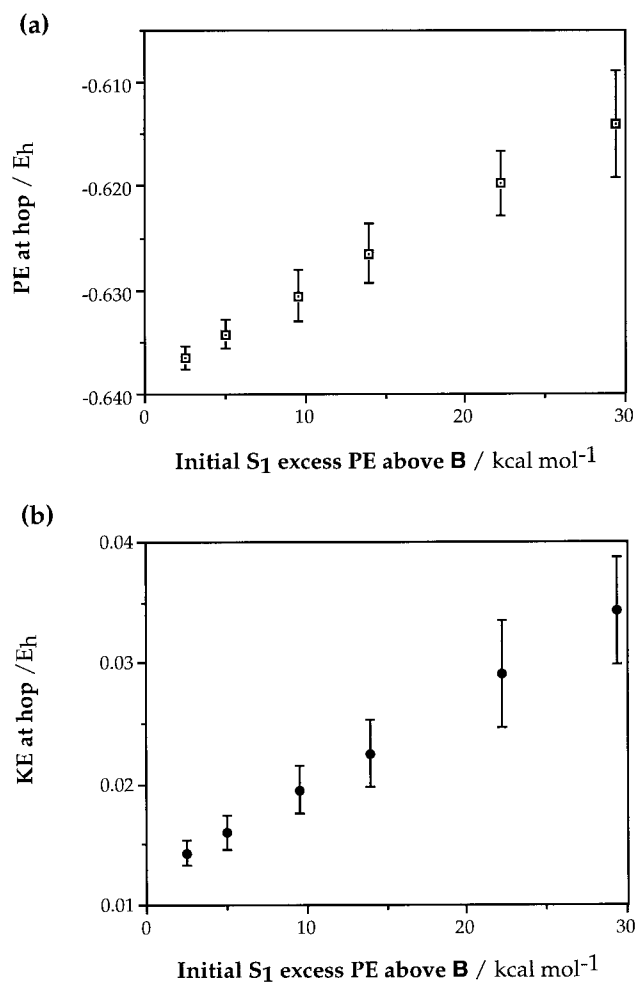 (a)
PE at hop / Eh
-0.610
-0.620
-0.630
-0.640
0 10 20 30
Initial S1 excess PE above B / kcal mol-1
(b)
KE at hop /Eh
0.04
0.03
0.02
0.01
0 10 20 30
Initial S1 excess PE above B / kcal mol-1